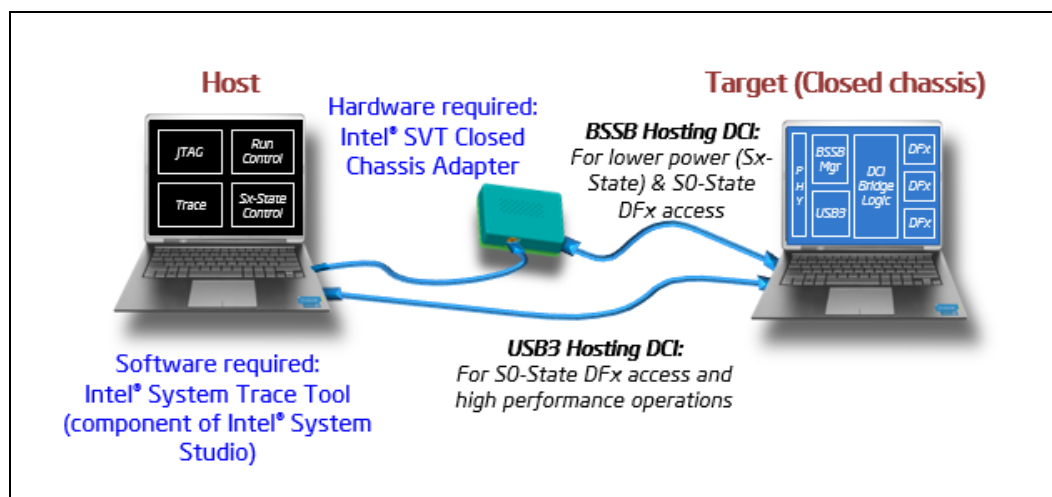 Host
Target (Closed chassis)
Hardware required:
Intel® SVT Closed
Chassis Adapter
BSSB Hosting DCI:
For lower power (Sx-
State) & S0-State
DFx access
JTAG
Run
Control
Trace
Sx-State
Control
P
H
Y
BSSB
Mgr
USB3
DCI
Bridge
Logic
DFx
DFx
DFx
USB3 Hosting DCI:
For S0-State DFx access and
high performance operations
Software required:
Intel® System Trace Tool
(component of Intel® System
Studio)